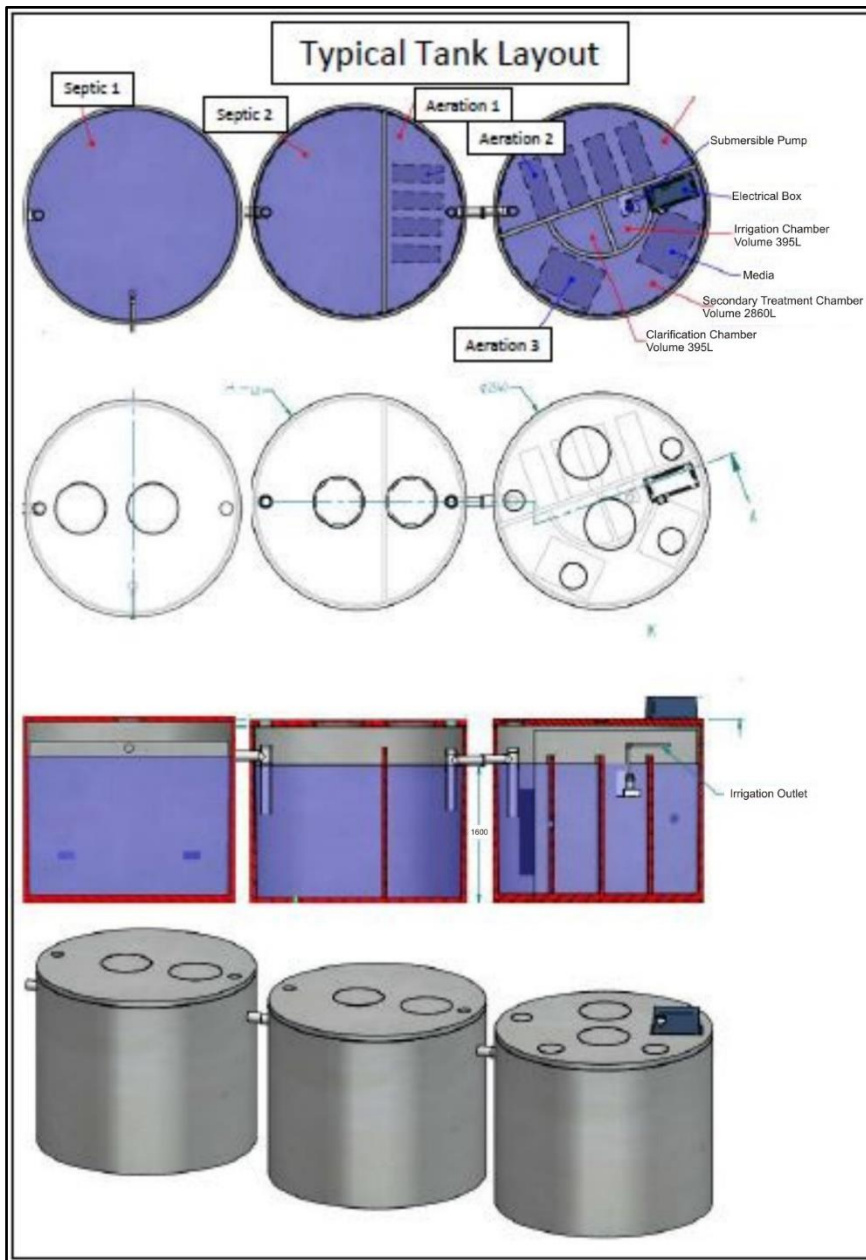 Typical Tank Layout
Septic 1
Septic 2
Aeration 1
Aeration 2
Submersible Pump
Electrical Box
Irrigation Chamber
Volume 395L
Media
Secondary Treatment Chamber
Volume 2860L
Clarification Chamber
Volume 395L
Aeration 3
A
K
Irrigation Outlet
1600